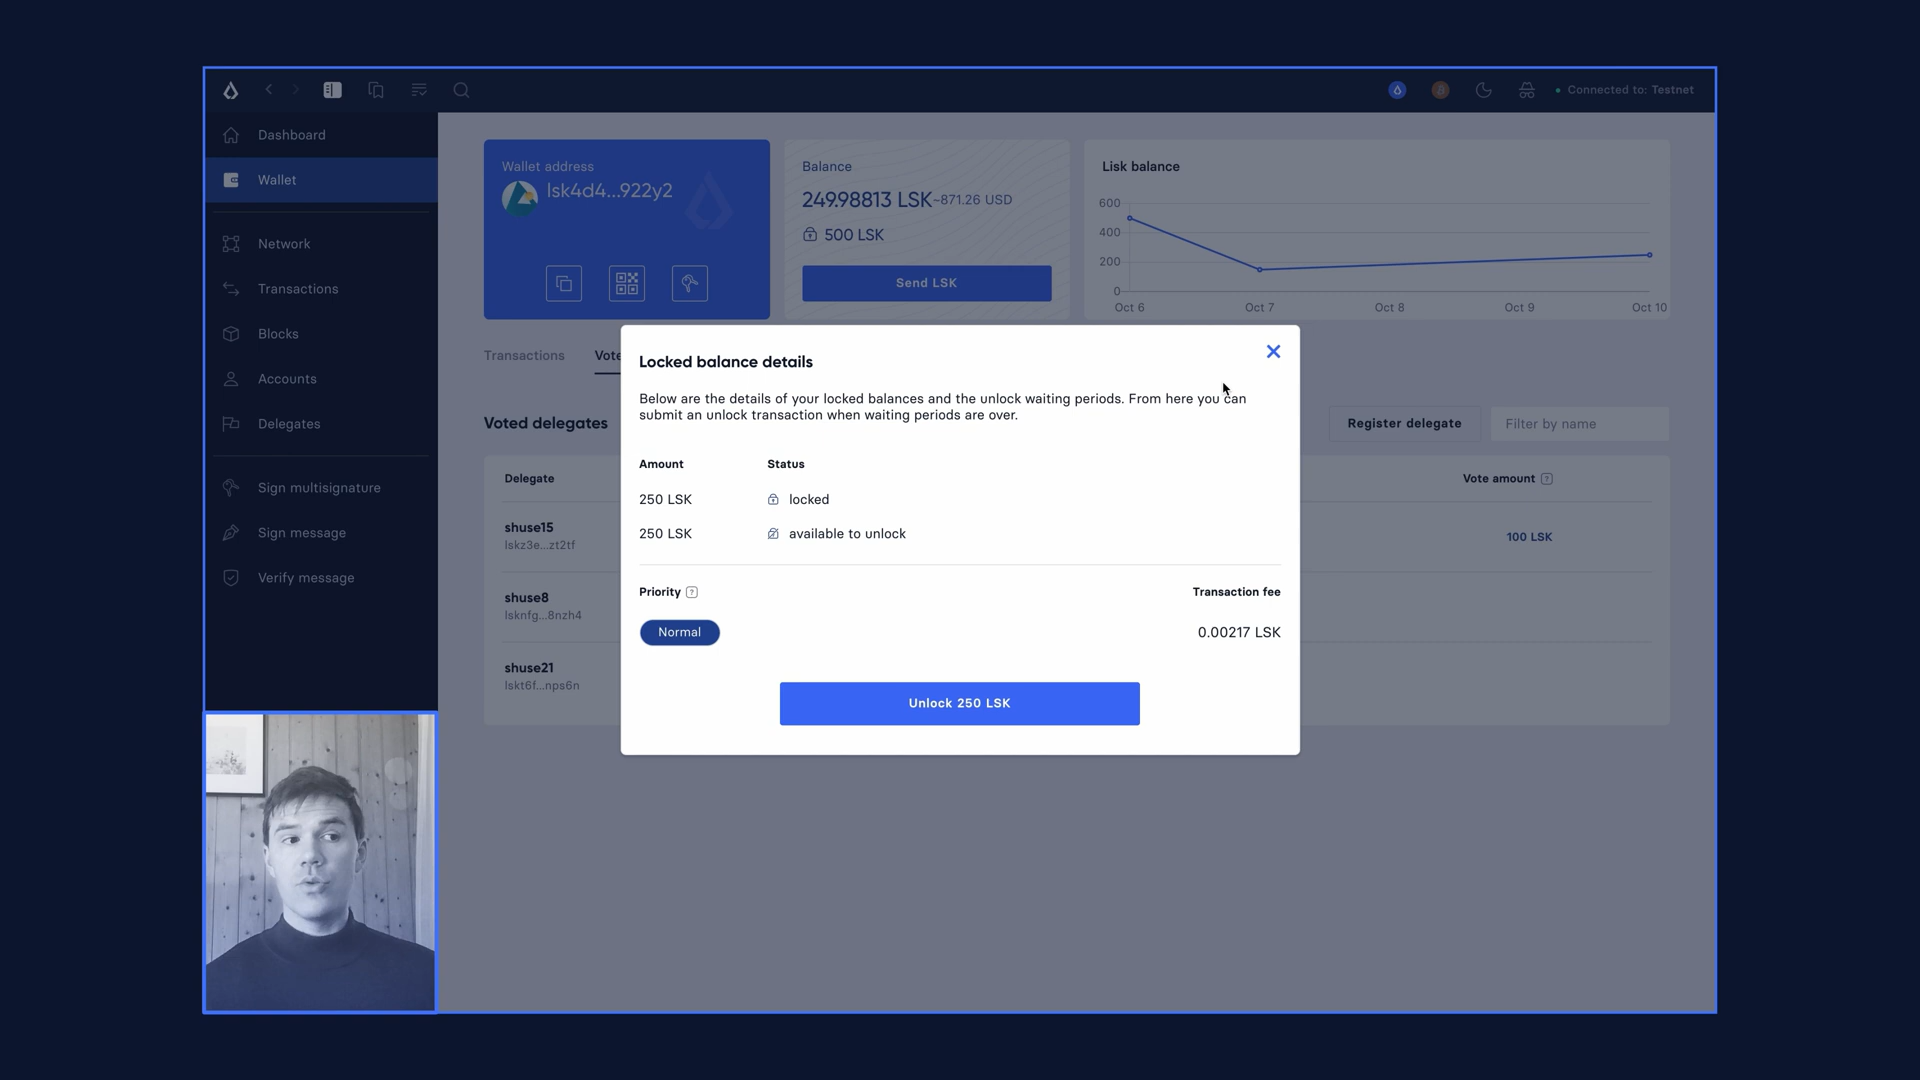 Connected to: Testnet
Dashboard
Wallet
Network
Transactions
Blocks
Accounts
Delegates
Sign multisignature
Sign message
Verify message
Wallet address
lsk4d4...922y2
Balance
249.98813 LSK ~871.26 USD
500 LSK
Send LSK
Lisk balance
600
400
200
0
Oct 6 Oct 7 Oct 8 Oct 9 Oct 10
Transactions Vote
Voted delegates
Register delegate
Filter by name
Delegate
Vote amount ?
shuse15
lskz3e...zt2tf
100 LSK
shuse8
lsknfg...8nzh4
shuse21
lskt6f...nps6n
Locked balance details
Below are the details of your locked balances and the unlock waiting periods. From here you can
submit an unlock transaction when waiting periods are over.
Amount Status
250 LSK locked
250 LSK available to unlock
Priority ? Transaction fee
Normal 0.00217 LSK
Unlock 250 LSK